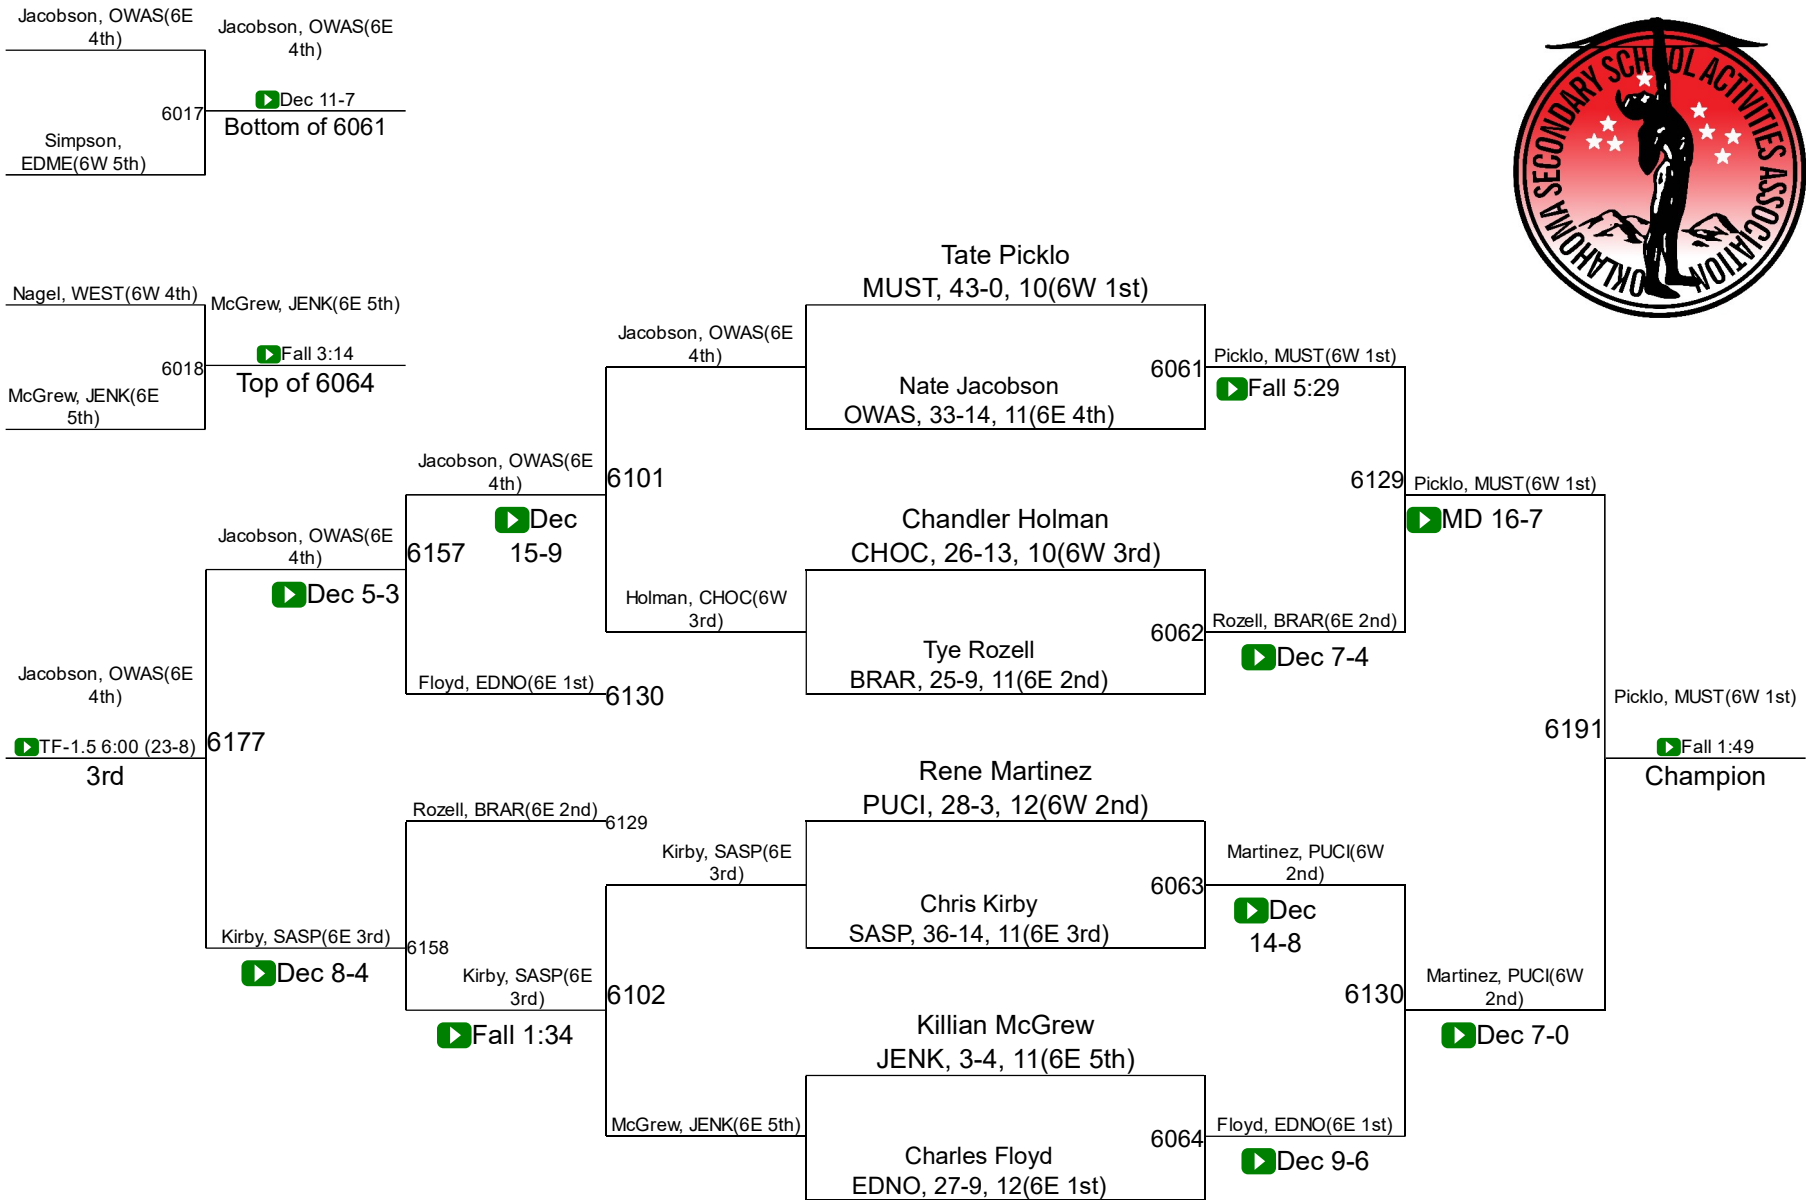 Jacobson, OWAS(6E
4th)
Jacobson, OWAS(6E
4th)
6017
Dec 11-7
Bottom of 6061
Simpson,
EDME(6W 5th)
OKLAHOMA SECONDARY SCHOOL ACTIVITIES ASSOCIATION
Nagel, WEST(6W 4th)
McGrew, JENK(6E 5th)
6018
Fall 3:14
Top of 6064
McGrew, JENK(6E
5th)
Tate Picklo
MUST, 43-0, 10(6W 1st)
Jacobson, OWAS(6E
4th)
6061
Picklo, MUST(6W 1st)
Fall 5:29
Nate Jacobson
OWAS, 33-14, 11(6E 4th)
Jacobson, OWAS(6E
4th)
6101
Dec
15-9
6129
Picklo, MUST(6W 1st)
MD 16-7
Chandler Holman
CHOC, 26-13, 10(6W 3rd)
Jacobson, OWAS(6E
4th)
6157
Dec 5-3
Holman, CHOC(6W
3rd)
6062
Rozell, BRAR(6E 2nd)
Dec 7-4
Tye Rozell
BRAR, 25-9, 11(6E 2nd)
Jacobson, OWAS(6E
4th)
Floyd, EDNO(6E 1st)
6130
TF-1.5 6:00 (23-8)
3rd
6177
6191
Picklo, MUST(6W 1st)
Fall 1:49
Champion
Rene Martinez
PUCI, 28-3, 12(6W 2nd)
Rozell, BRAR(6E 2nd)
6129
Kirby, SASP(6E
3rd)
6063
Martinez, PUCI(6W
2nd)
Dec
14-8
Chris Kirby
SASP, 36-14, 11(6E 3rd)
Kirby, SASP(6E 3rd)
6158
Dec 8-4
Kirby, SASP(6E
3rd)
6102
Fall 1:34
6130
Martinez, PUCI(6W
2nd)
Dec 7-0
Killian McGrew
JENK, 3-4, 11(6E 5th)
McGrew, JENK(6E 5th)
6064
Floyd, EDNO(6E 1st)
Dec 9-6
Charles Floyd
EDNO, 27-9, 12(6E 1st)